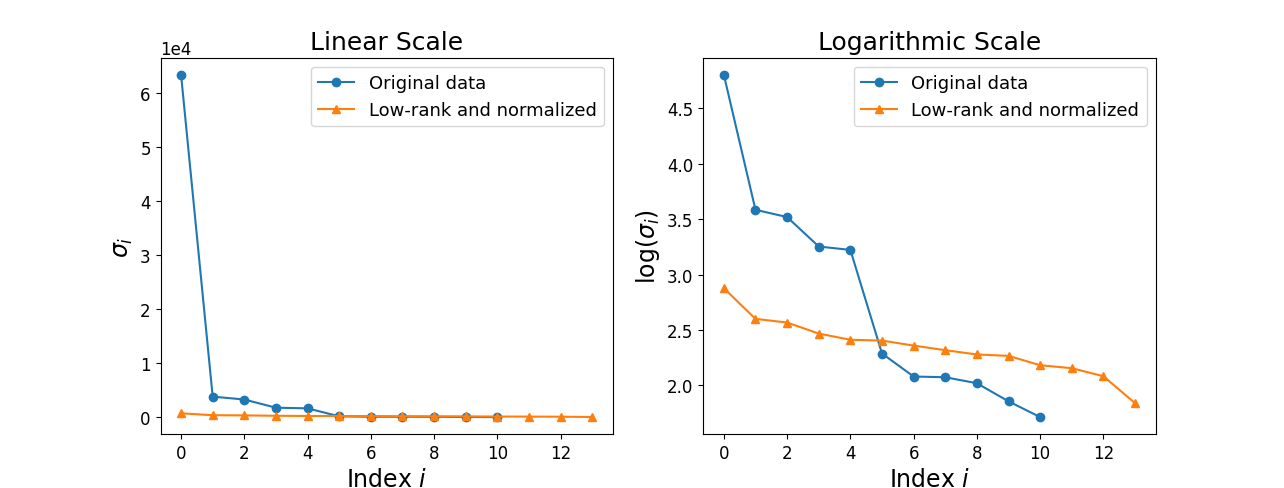 Linear Scale
1e4
Original data
Low-rank and normalized
6
5
4
3
2
1
0
σi
0 2 4 6 8 10 12
Index i
Logarithmic Scale
Original data
Low-rank and normalized
4.5
4.0
3.5
3.0
2.5
2.0
log(σi)
0 2 4 6 8 10 12
Index i